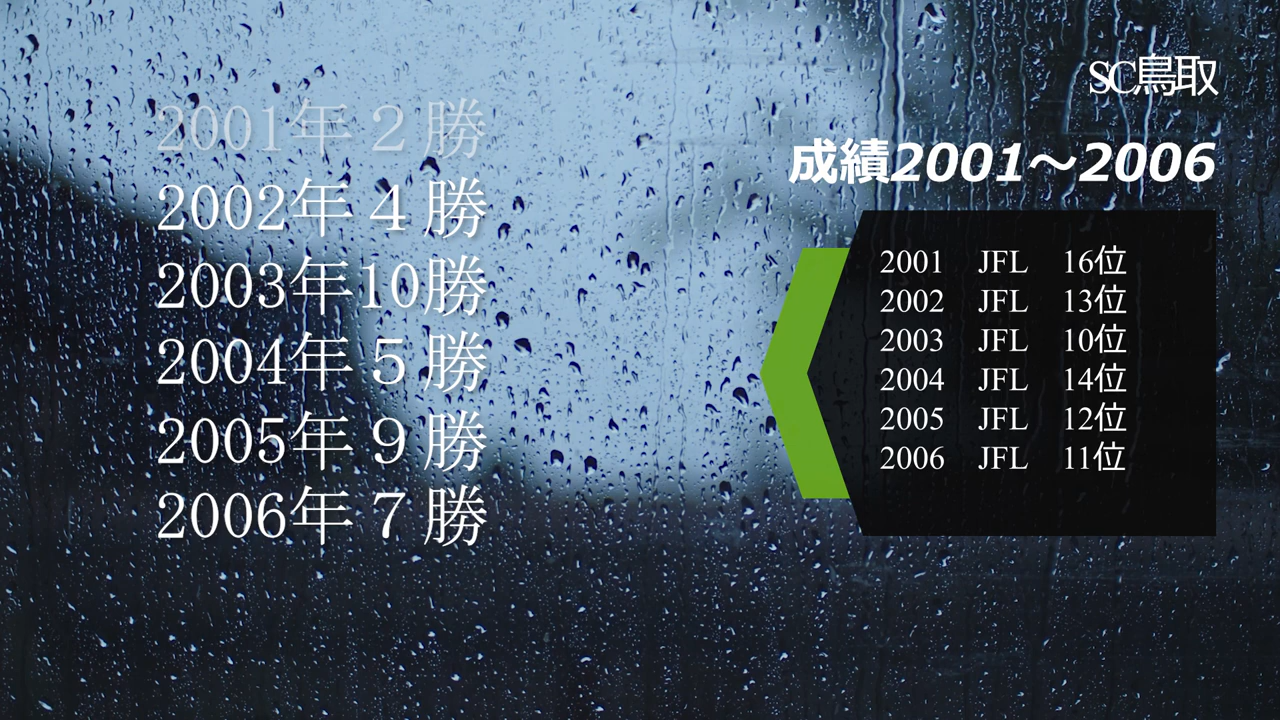 SC鳥取
成績2001～2006
2001年２勝
2002年４勝
2003年10勝
2004年５勝
2005年９勝
2006年７勝
2001 JFL 16位
2002 JFL 13位
2003 JFL 10位
2004 JFL 14位
2005 JFL 12位
2006 JFL 11位